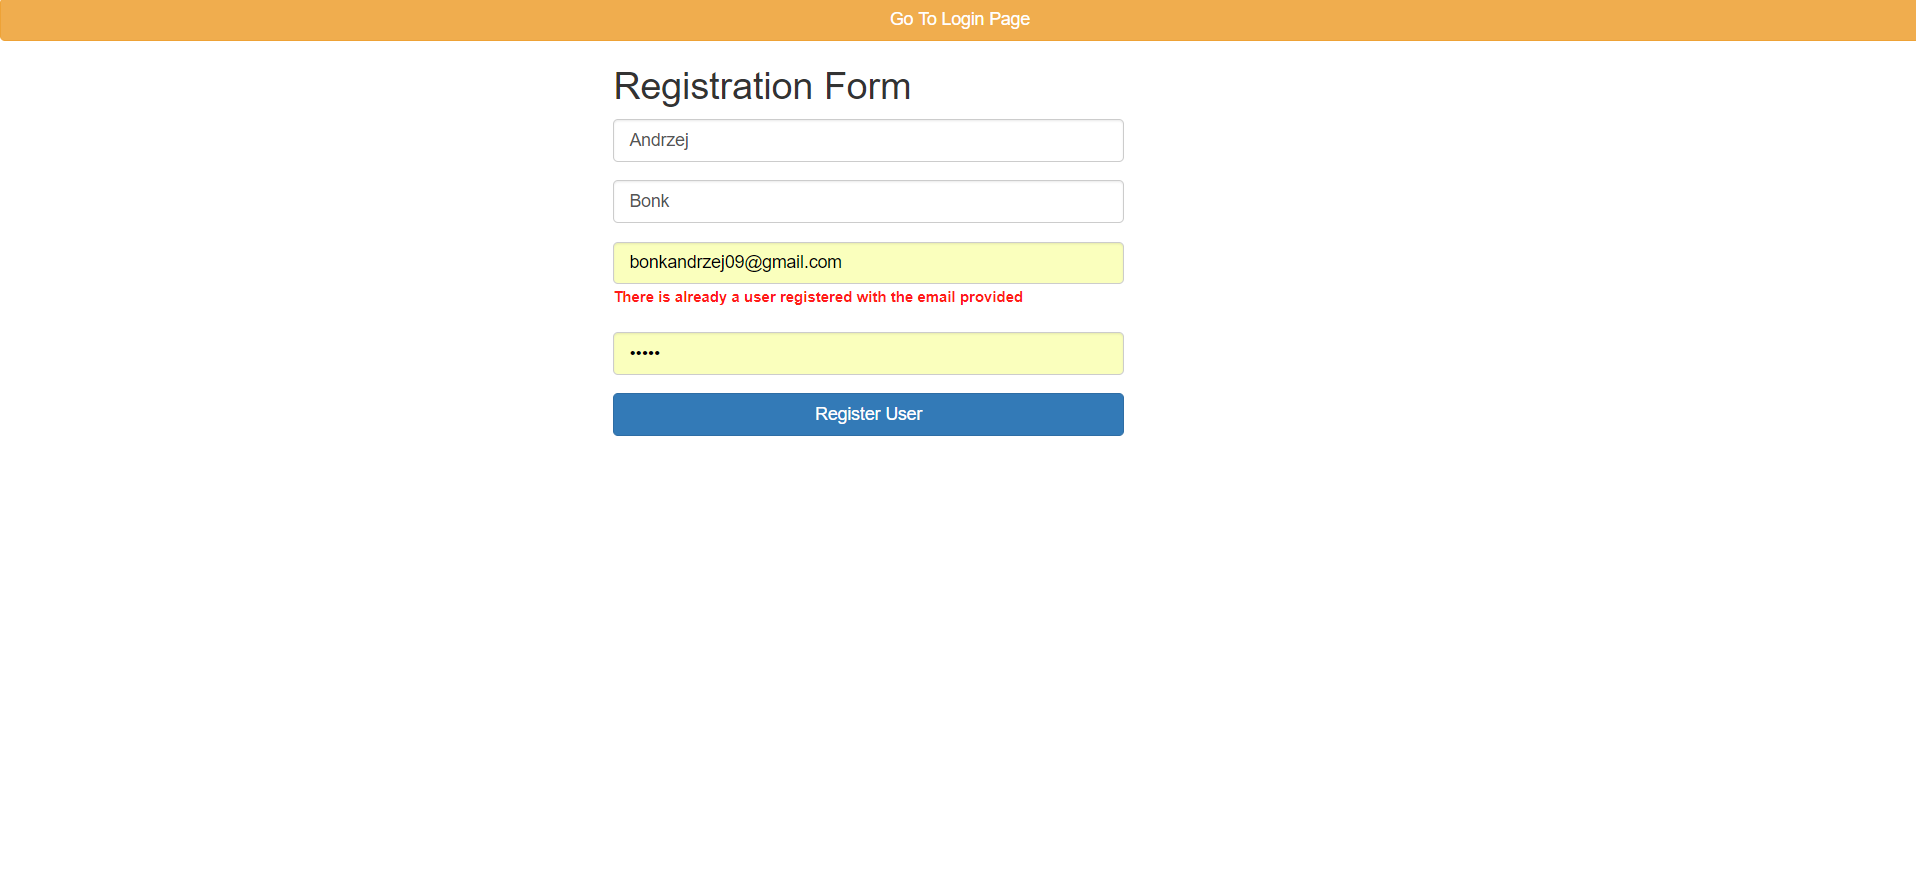 Go To Login Page
Registration Form
Andrzej
Bonk
bonkandrzej09@gmail.com
There is already a user registered with the email provided
•••••
Register User